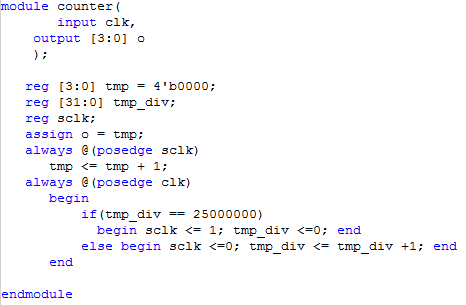 module counter(
input clk,
output [3:0] o
);
reg [3:0] tmp = 4'b0000;
reg [31:0] tmp_div;
reg sclk;
assign o = tmp;
always @(posedge sclk)
tmp <= tmp + 1;
always @(posedge clk)
begin
if(tmp_div == 25000000)
begin sclk <= 1; tmp_div <=0; end
else begin sclk <=0; tmp_div <= tmp_div +1; end
end
endmodule